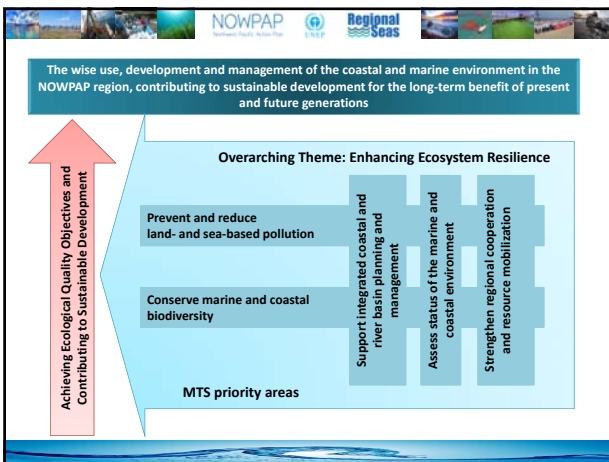 NOWPAP
Northwest Pacific Action Plan
UNEP
Regional
Seas
The wise use, development and management of the coastal and marine environment in the
NOWPAP region, contributing to sustainable development for the long-term benefit of present
and future generations
Achieving Ecological Quality Objectives and
Contributing to Sustainable Development
Overarching Theme: Enhancing Ecosystem Resilience
Prevent and reduce
land- and sea-based pollution
Conserve marine and coastal
biodiversity
Support integrated coastal and
river basin planning and
management
Assess status of the marine and
coastal environment
Strengthen regional cooperation
and resource mobilization
MTS priority areas